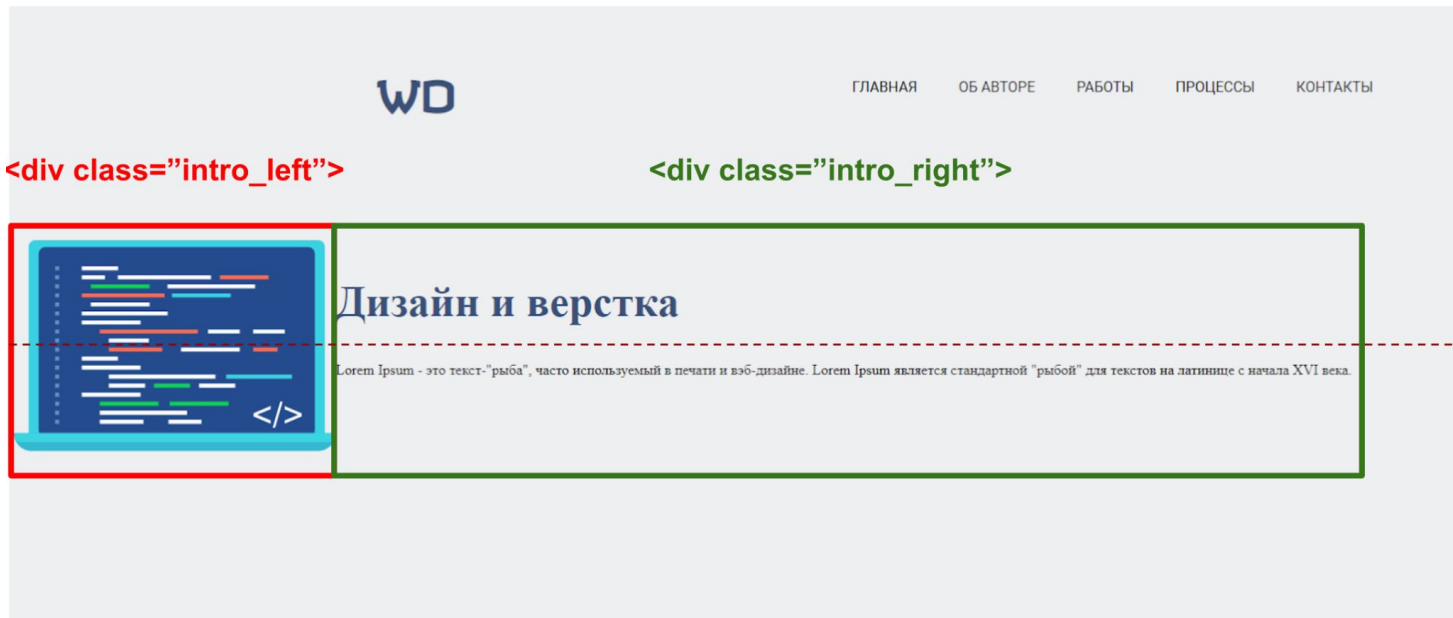 WD
ГЛАВНАЯ ОБ АВТОРЕ РАБОТЫ ПРОЦЕССЫ КОНТАКТЫ
<div class=”intro_left”> <div class=”intro_right”>
Дизайн и верстка
Lorem Ipsum - это текст-"рыба", часто используемый в печати и вэб-дизайне. Lorem Ipsum является стандартной "рыбой" для текстов на латинице с начала XVI века.
</>